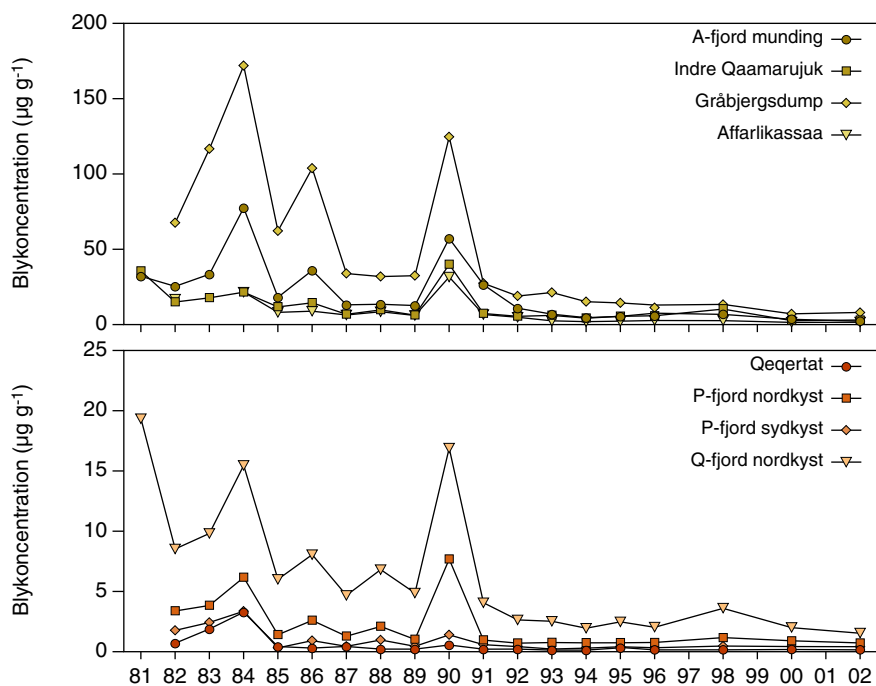 200
150
100
50
0
Blykoncentration (µg g-1)
A-fjord munding
Indre Qaamarujuk
Gråbjergsdump
Affarlikassaa
25
20
15
10
5
0
Blykoncentration (µg g-1)
Qeqertat
P-fjord nordkyst
P-fjord sydkyst
Q-fjord nordkyst
81 82 83 84 85 86 87 88 89 90 91 92 93 94 95 96 97 98 99 00 01 02